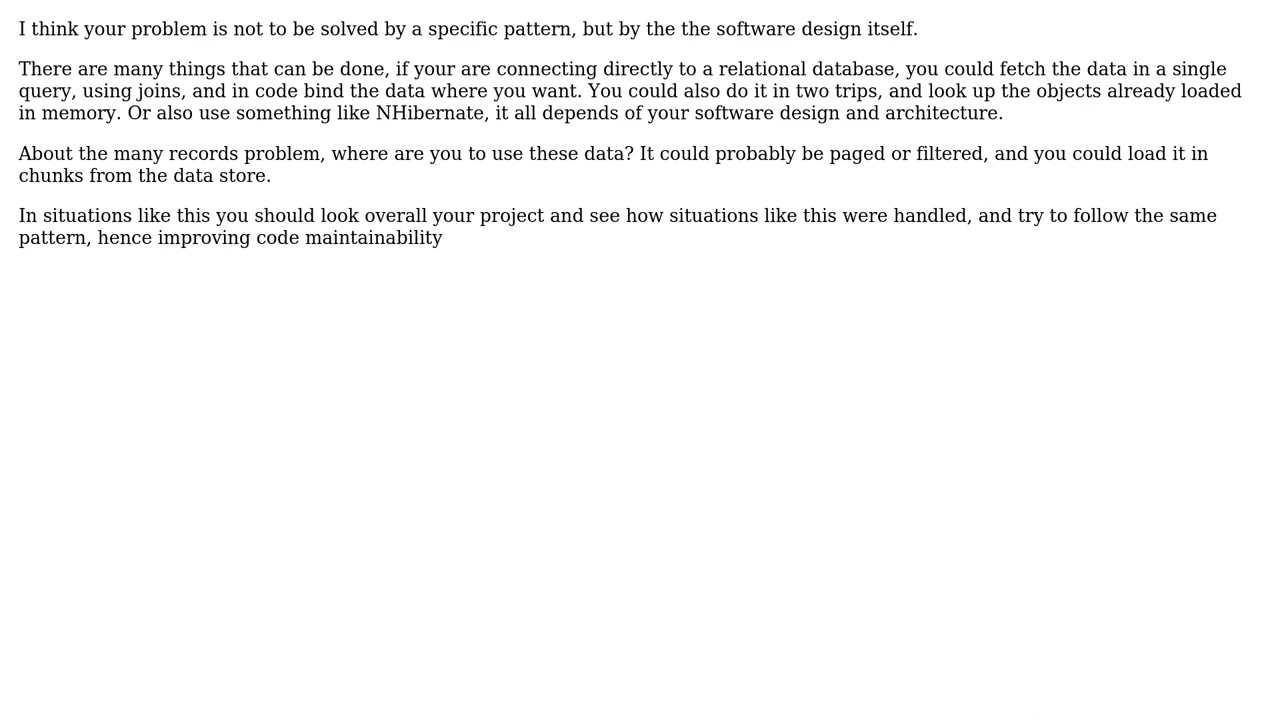 I think your problem is not to be solved by a specific pattern, but by the the software design itself.
There are many things that can be done, if your are connecting directly to a relational database, you could fetch the data in a single
query, using joins, and in code bind the data where you want. You could also do it in two trips, and look up the objects already loaded
in memory. Or also use something like NHibernate, it all depends of your software design and architecture.
About the many records problem, where are you to use these data? It could probably be paged or filtered, and you could load it in
chunks from the data store.
In situations like this you should look overall your project and see how situations like this were handled, and try to follow the same
pattern, hence improving code maintainability